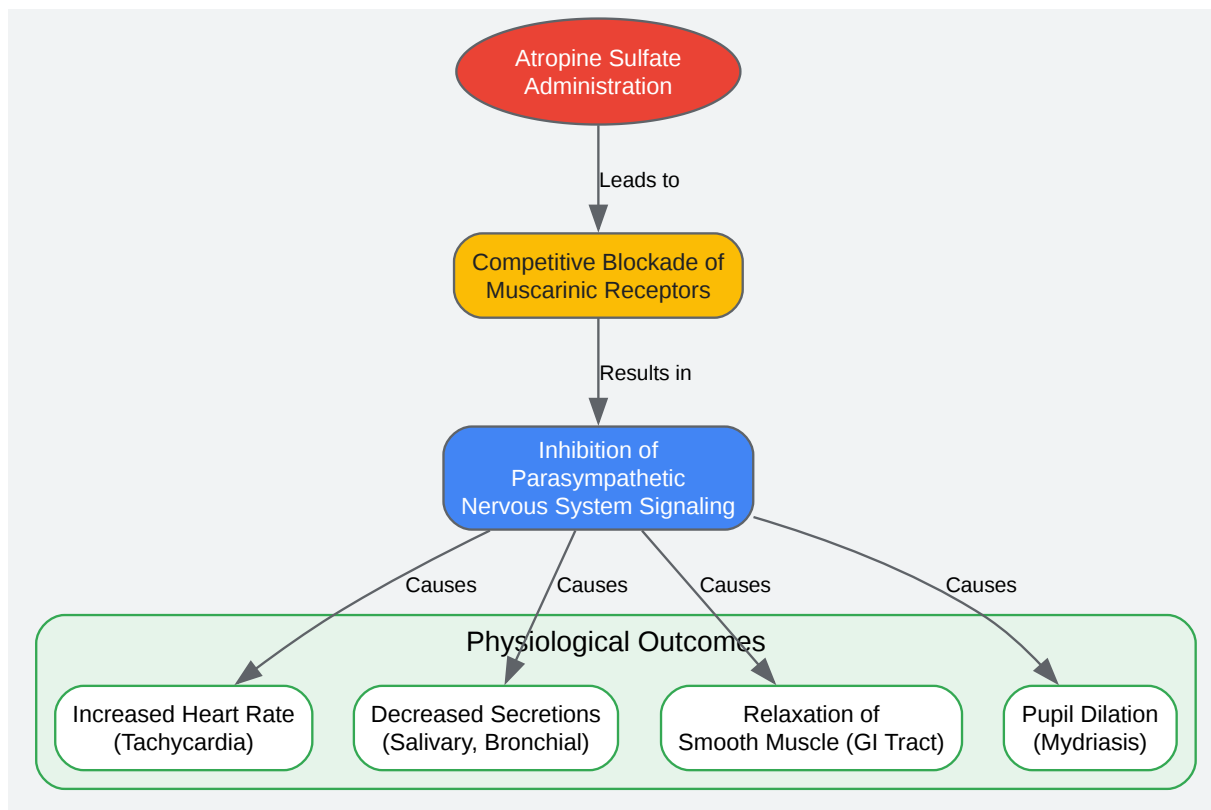 Atropine Sulfate
Administration
Leads to
Competitive Blockade of
Muscarinic Receptors
Results in
Inhibition of
Parasympathetic
Nervous System Signaling
Causes
Causes
Causes
Causes
Physiological Outcomes
Increased Heart Rate
(Tachycardia)
Decreased Secretions
(Salivary, Bronchial)
Relaxation of
Smooth Muscle (GI Tract)
Pupil Dilation
(Mydriasis)